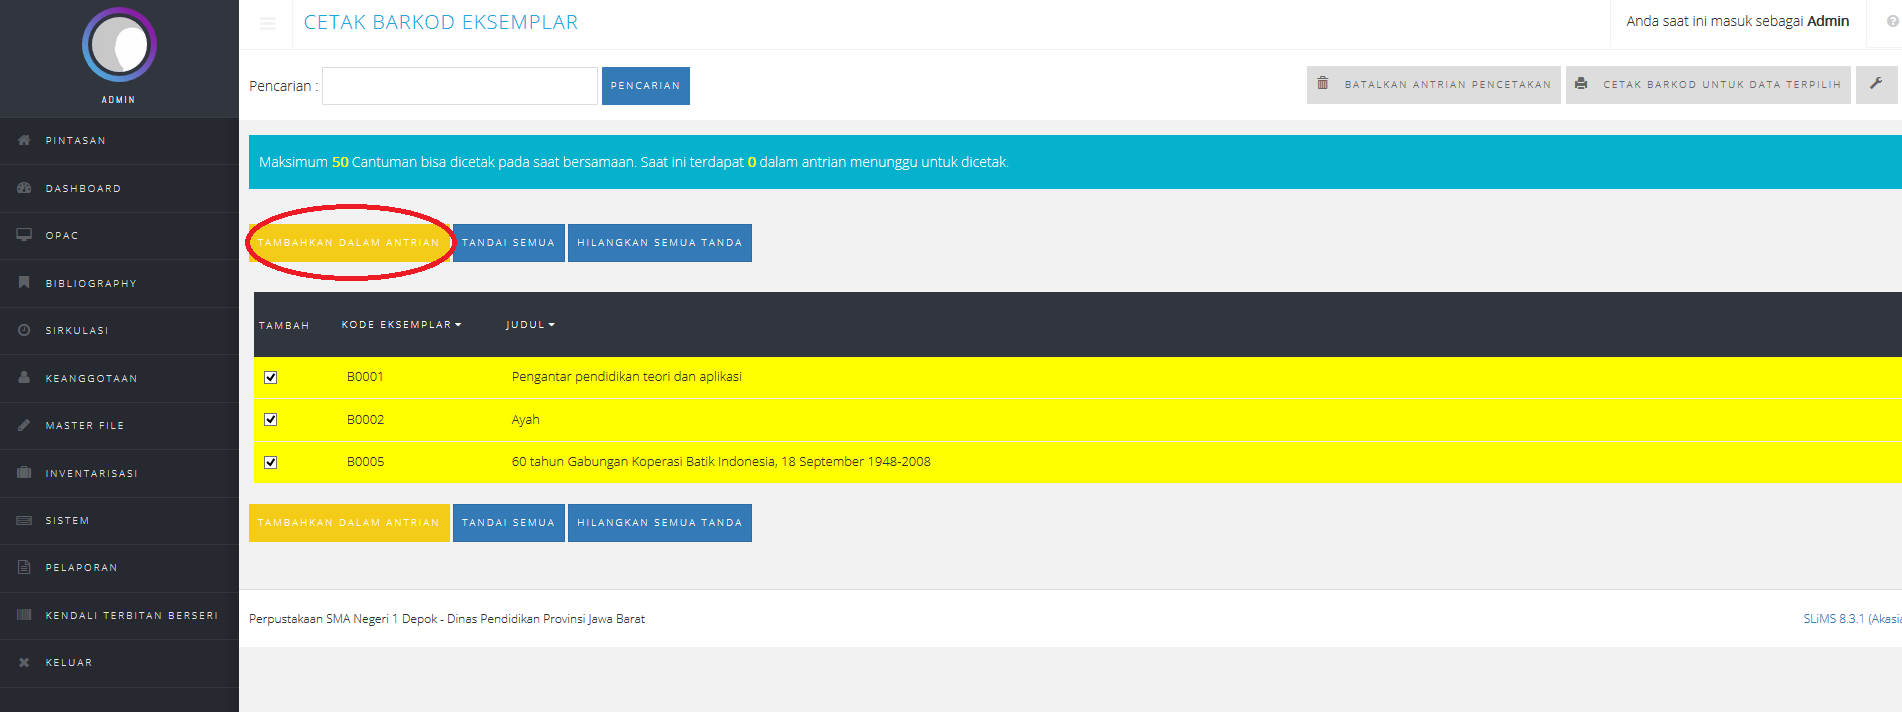 ADMIN
PINTASAN
DASHBOARD
OPAC
BIBLIOGRAPHY
SIRKULASI
KEANGGOTAAN
MASTER FILE
INVENTARISASI
SISTEM
PELAPORAN
KENDALI TERBITAN BERSERI
KELUAR
CETAK BARKOD EKSEMPLAR
Anda saat ini masuk sebagai Admin
Pencarian : PENCARIAN
BATALKAN ANTRIAN PENCETAKAN
CETAK BARKOD UNTUK DATA TERPILIH
Maksimum 50 Cantuman bisa dicetak pada saat bersamaan. Saat ini terdapat 0 dalam antrian menunggu untuk dicetak.
TAMBAHKAN DALAM ANTRIAN TANDAI SEMUA HILANGKAN SEMUA TANDA
TAMBAH KODE EKSEMPLAR JUDUL
B0001 Pengantar pendidikan teori dan aplikasi
B0002 Ayah
B0005 60 tahun Gabungan Koperasi Batik Indonesia, 18 September 1948-2008
TAMBAHKAN DALAM ANTRIAN TANDAI SEMUA HILANGKAN SEMUA TANDA
Perpustakaan SMA Negeri 1 Depok - Dinas Pendidikan Provinsi Jawa Barat
SLiMS 8.3.1 (Akasia